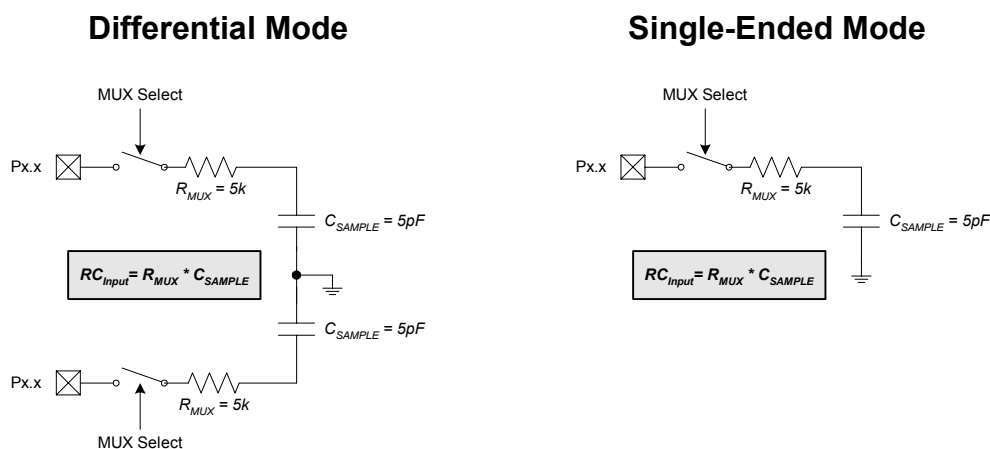 Differential Mode
MUX Select
Px.x
R_MUX = 5k
C_SAMPLE = 5pF
RC_Input = R_MUX * C_SAMPLE
C_SAMPLE = 5pF
Px.x
R_MUX = 5k
MUX Select
Single-Ended Mode
MUX Select
Px.x
R_MUX = 5k
C_SAMPLE = 5pF
RC_Input = R_MUX * C_SAMPLE